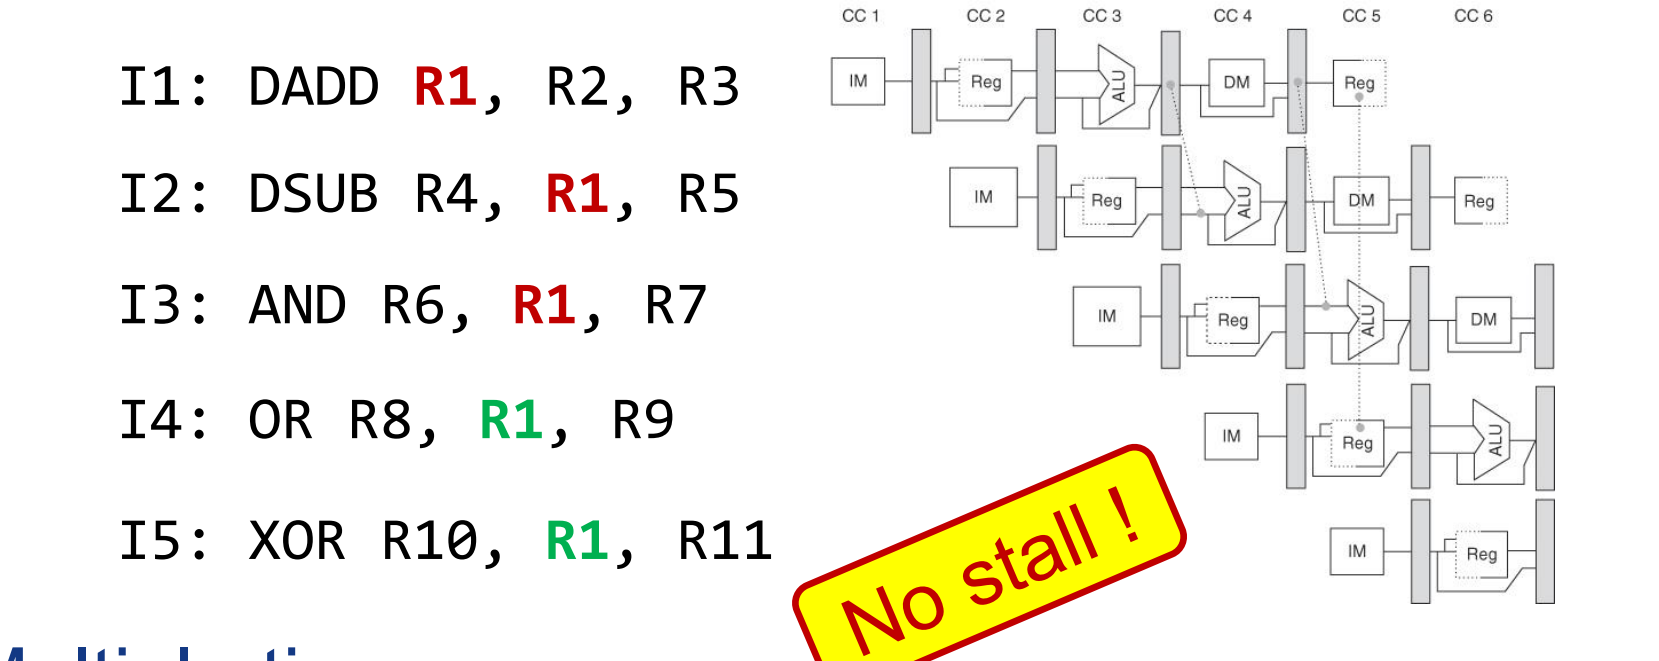 CC 1 CC 2 CC 3 CC 4 CC 5 CC 6
I1: DADD R1, R2, R3
IM Reg ALU DM Reg
I2: DSUB R4, R1, R5
IM Reg ALU DM Reg
I3: AND R6, R1, R7
IM Reg ALU DM
I4: OR R8, R1, R9
IM Reg ALU
I5: XOR R10, R1, R11
IM Reg
No stall !